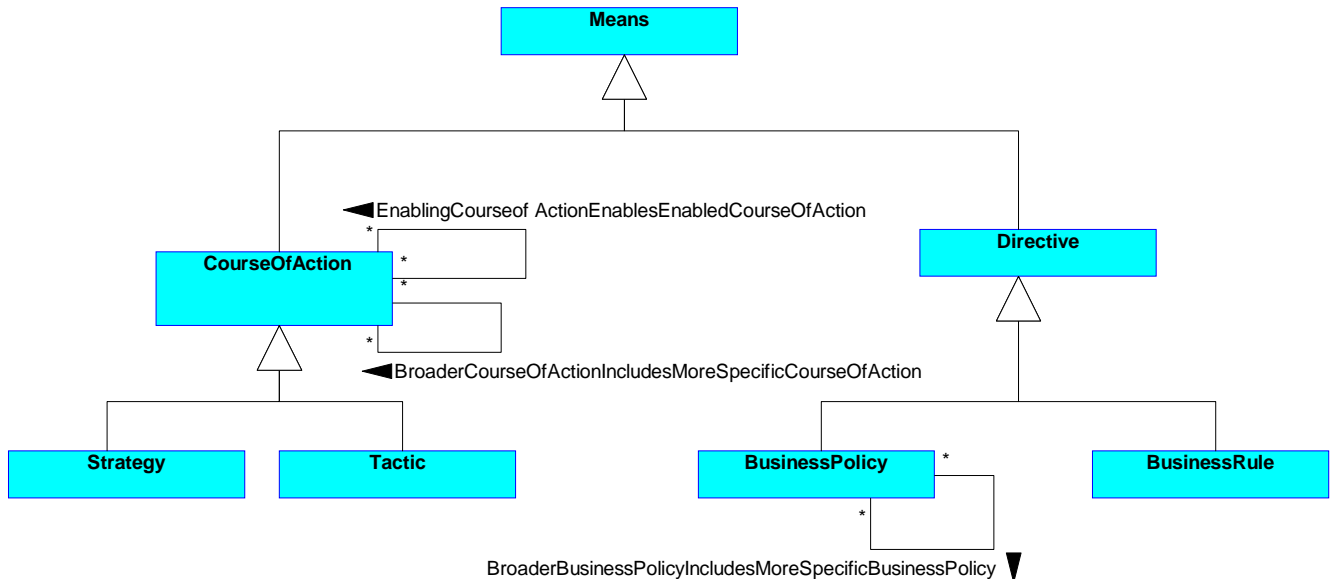 Means
EnablingCourseof ActionEnablesEnabledCourseOfAction
*
Directive
CourseOfAction
*
*
*
BroaderCourseOfActionIncludesMoreSpecificCourseOfAction
Strategy
Tactic
BusinessPolicy
*
BusinessRule
*
BroaderBusinessPolicyIncludesMoreSpecificBusinessPolicy